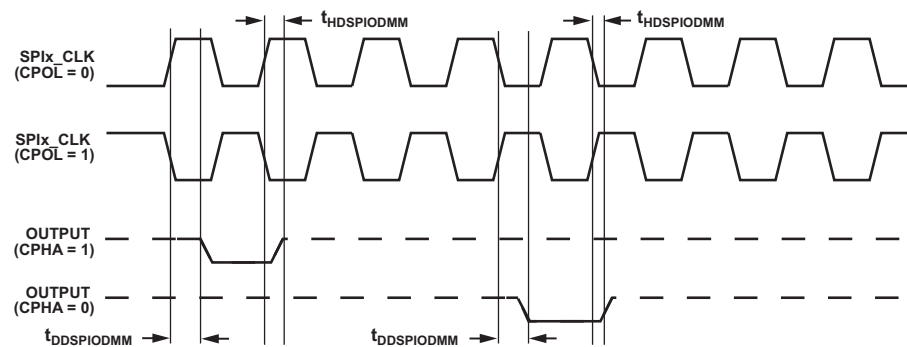 tHDSPIODMM
tHDSPIODMM
SPIx_CLK
(CPOL = 0)
SPIx_CLK
(CPOL = 1)
OUTPUT
(CPHA = 1)
OUTPUT
(CPHA = 0)
tDDSPIODMM
tDDSPIODMM